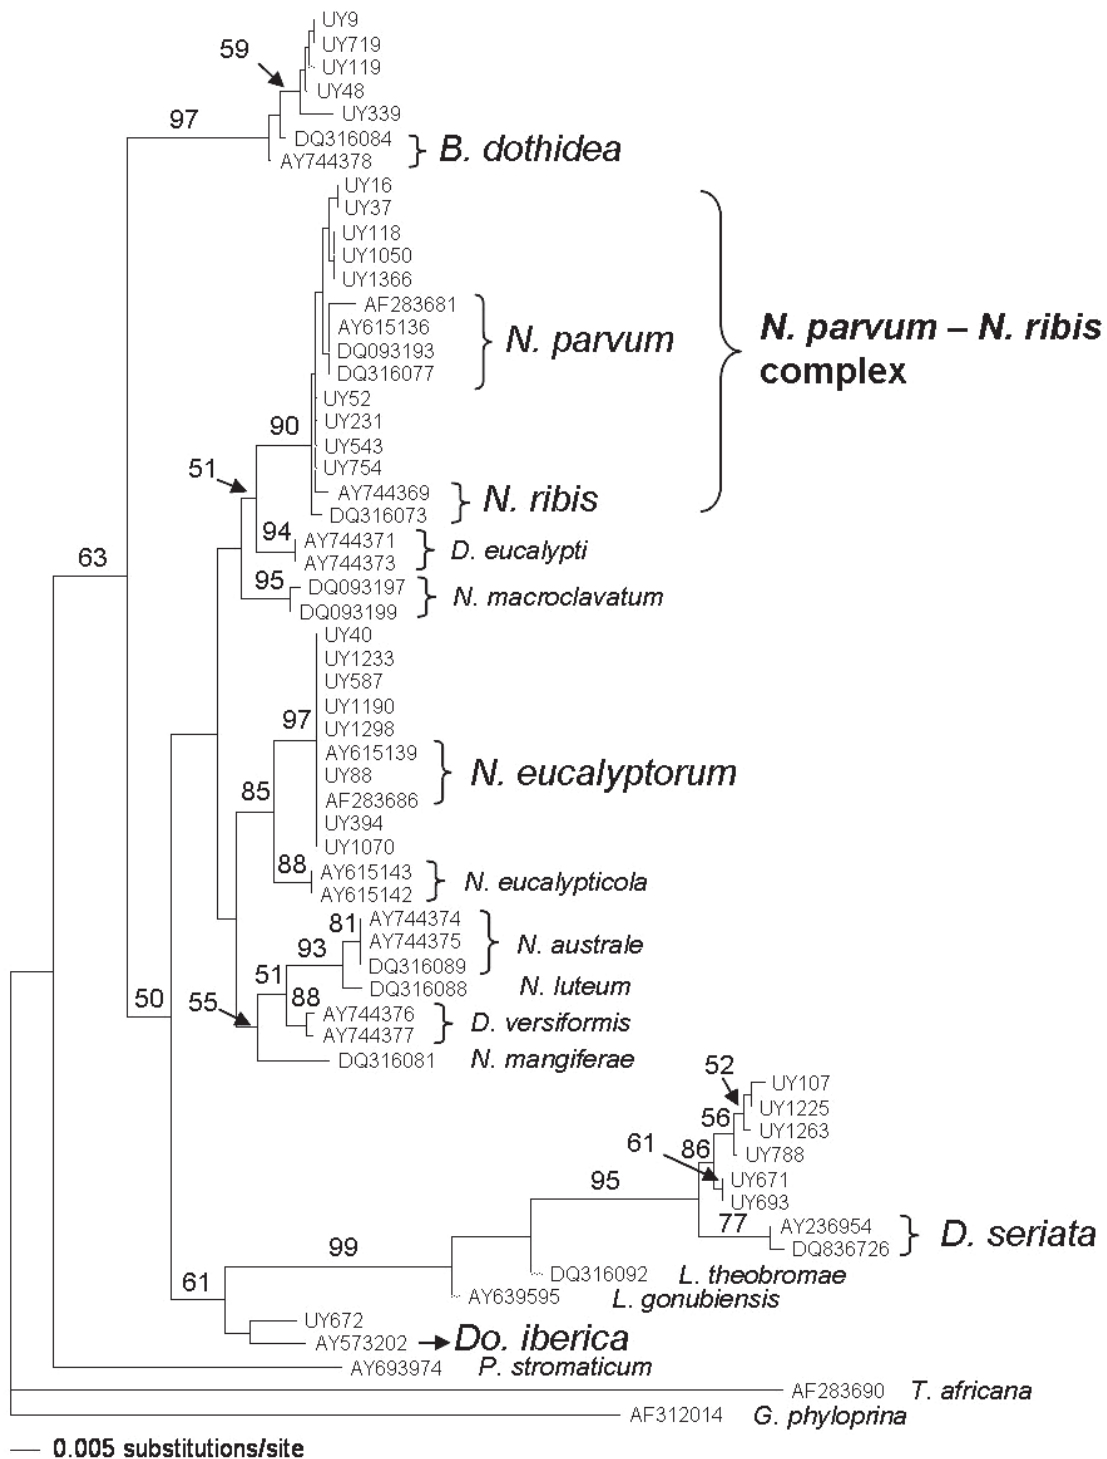 UY9
UY719
59
UY119
UY48
UY339
97
DQ316084
B. dothidea
AY744378
UY16
UY37
UY118
UY1050
UY1366
AF283681
AY615136
N. parvum – N. ribis
complex
N. parvum
DQ093193
DQ316077
UY52
UY231
90
UY543
UY754
51
AY744369
N. ribis
DQ316073
94
AY744371
D. eucalypti
AY744373
63
95
DQ093197
N. macroclavatum
DQ093199
UY40
UY1233
UY587
UY1190
97
UY1298
AY615139
N. eucalyptorum
UY88
85
AF283686
UY394
UY1070
88
AY615143
N. eucalypticola
AY615142
81
AY744374
AY744375
N. australe
93
DQ316089
51
DQ316088
N. luteum
50
55
88
AY744376
D. versiformis
AY744377
DQ316081
N. mangiferae
52
UY107
UY1225
56
UY1263
61
86
UY788
UY671
95
UY693
77
AY236954
D. seriata
DQ836726
99
DQ316092
L. theobromae
61
AY639595
L. gonubiensis
UY672
AY573202
Do. iberica
AY693974
P. stromaticum
AF283690
T. africana
AF312014
G. phyloprina
0.005 substitutions/site